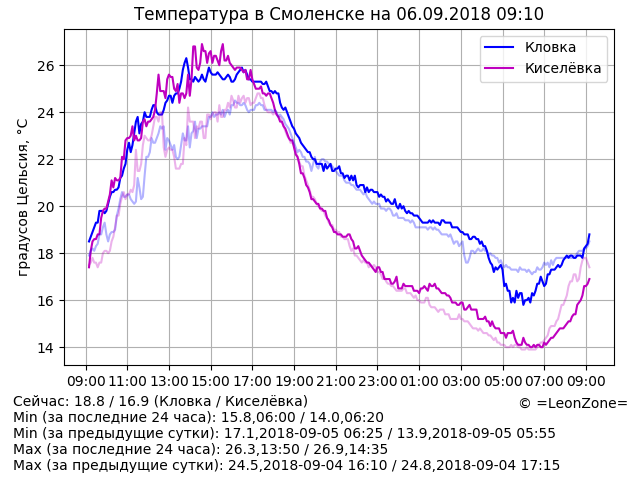 Температура в Смоленске на 06.09.2018 09:10
Кловка
Киселёвка
градусов Цельсия, °C
26
24
22
20
18
16
14
09:00 11:00 13:00 15:00 17:00 19:00 21:00 23:00 01:00 03:00 05:00 07:00 09:00
Сейчас: 18.8 / 16.9 (Кловка / Киселёвка)
© =LeonZone=
Min (за последние 24 часа): 15.8,06:00 / 14.0,06:20
Min (за предыдущие сутки): 17.1,2018-09-05 06:25 / 13.9,2018-09-05 05:55
Max (за последние 24 часа): 26.3,13:50 / 26.9,14:35
Max (за предыдущие сутки): 24.5,2018-09-04 16:10 / 24.8,2018-09-04 17:15